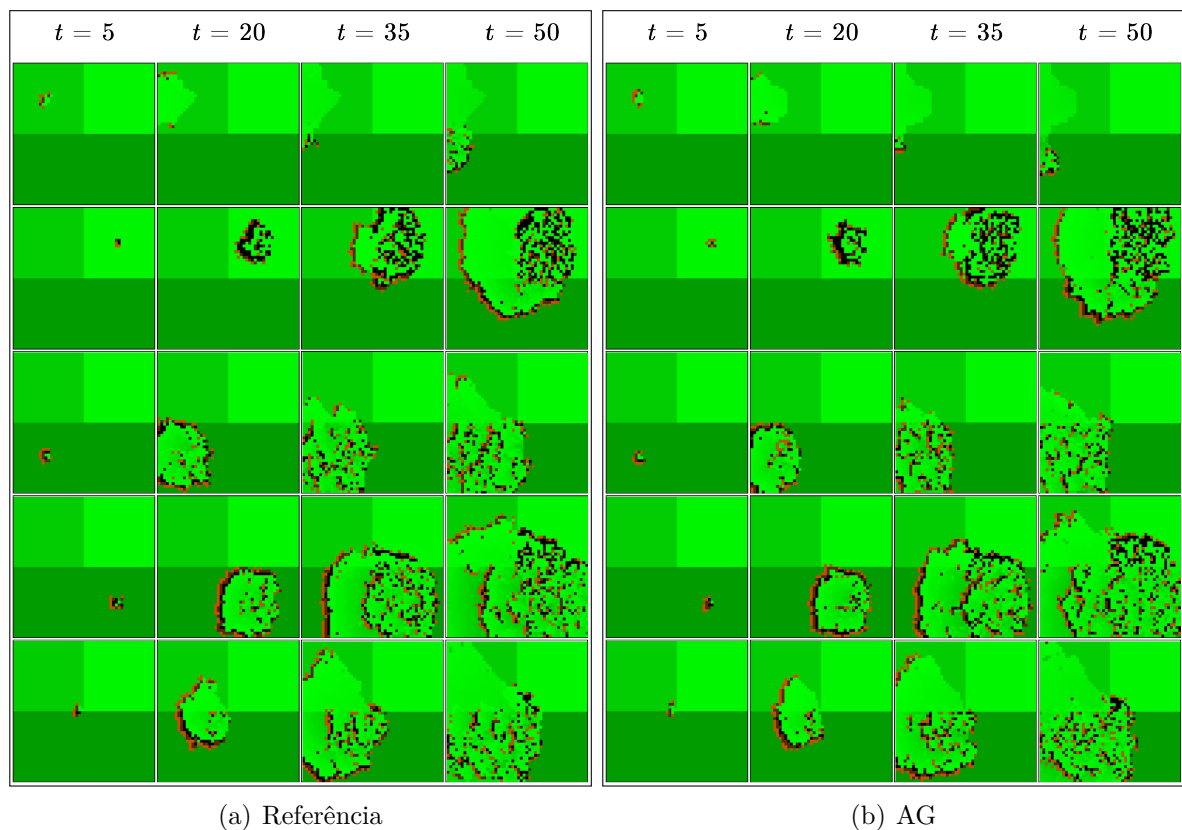 t = 5 t = 20 t = 35 t = 50 t = 5 t = 20 t = 35 t = 50
(a) Referência (b) AG